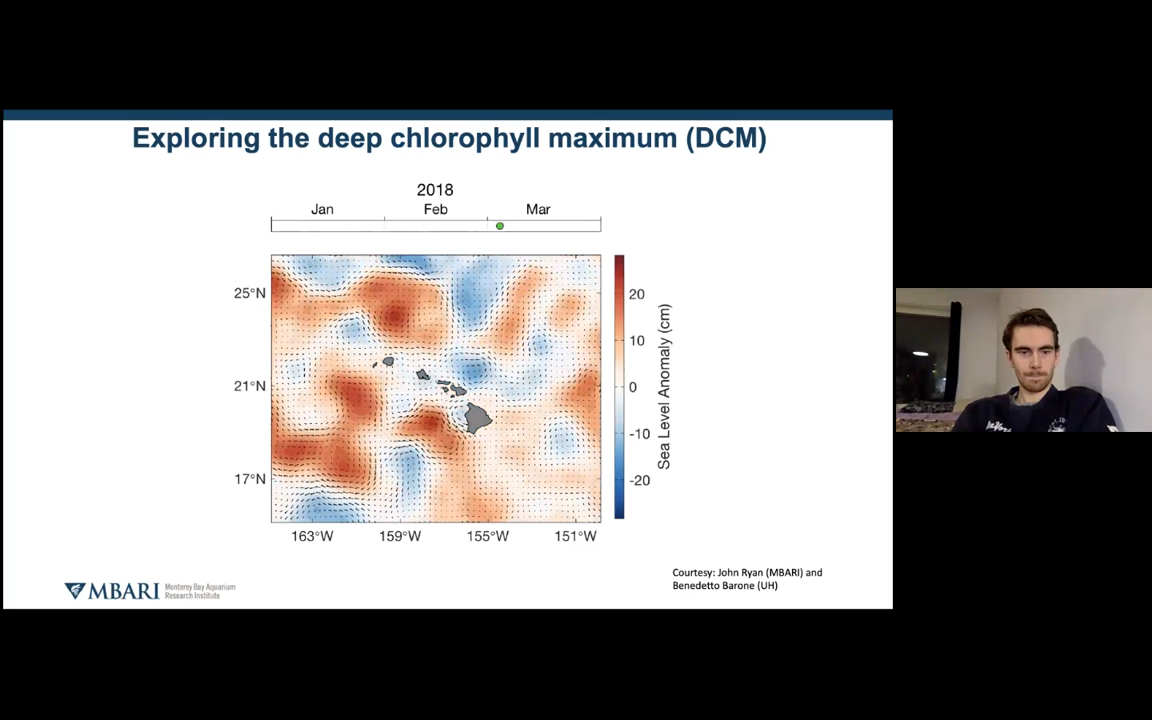 Exploring the deep chlorophyll maximum (DCM)
2018
Jan Feb Mar
25°N
21°N
17°N
163°W 159°W 155°W 151°W
20
10
0
-10
-20
Sea Level Anomaly (cm)
MBARI
Monterey Bay Aquarium
Research Institute
Courtesy: John Ryan (MBARI) and
Benedetto Barone (UH)